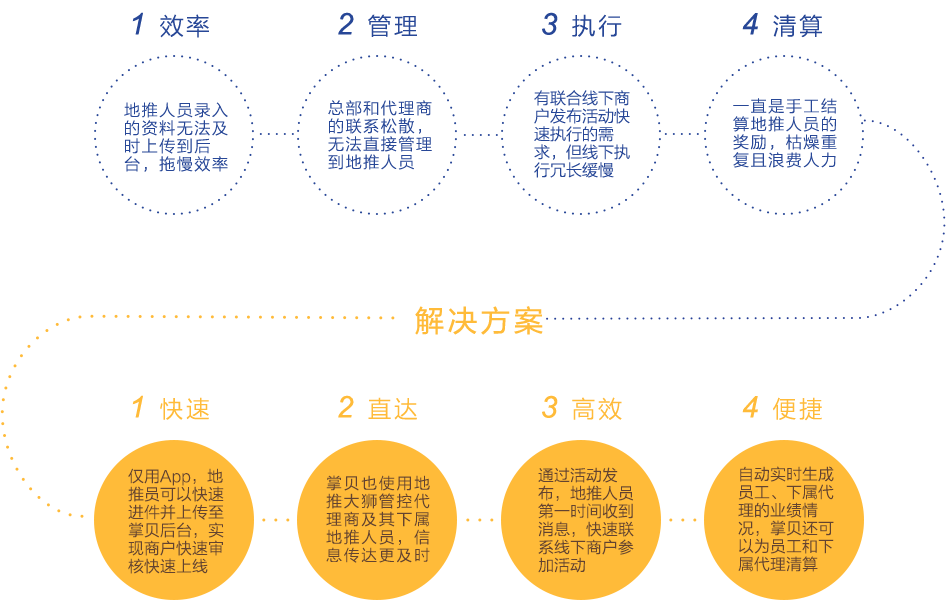 1 效率
2 管理
3 执行
4 清算
地推人员录入
的资料无法及
时上传到后
台，拖慢效率
总部和代理商
的联系松散，
无法直接管理
到地推人员
有联合线下商
户发布活动快
速执行的需
求，但线下执
行冗长缓慢
一直是手工结
算地推人员的
奖励，枯燥重
复且浪费人力
解决方案
1 快速
2 直达
3 高效
4 便捷
仅用App，地
推员可以快速
进件并上传至
掌贝后台，实
现商户快速审
核快速上线
掌贝也使用地
推大狮管控代
理商及其下属
地推人员，信
息传达更及时
通过活动发
布，地推人员
第一时间收到
消息，快速联
系线下商户参
加活动
自动实时生成
员工、下属代
理的业绩情
况，掌贝还可
以为员工和下
属代理清算